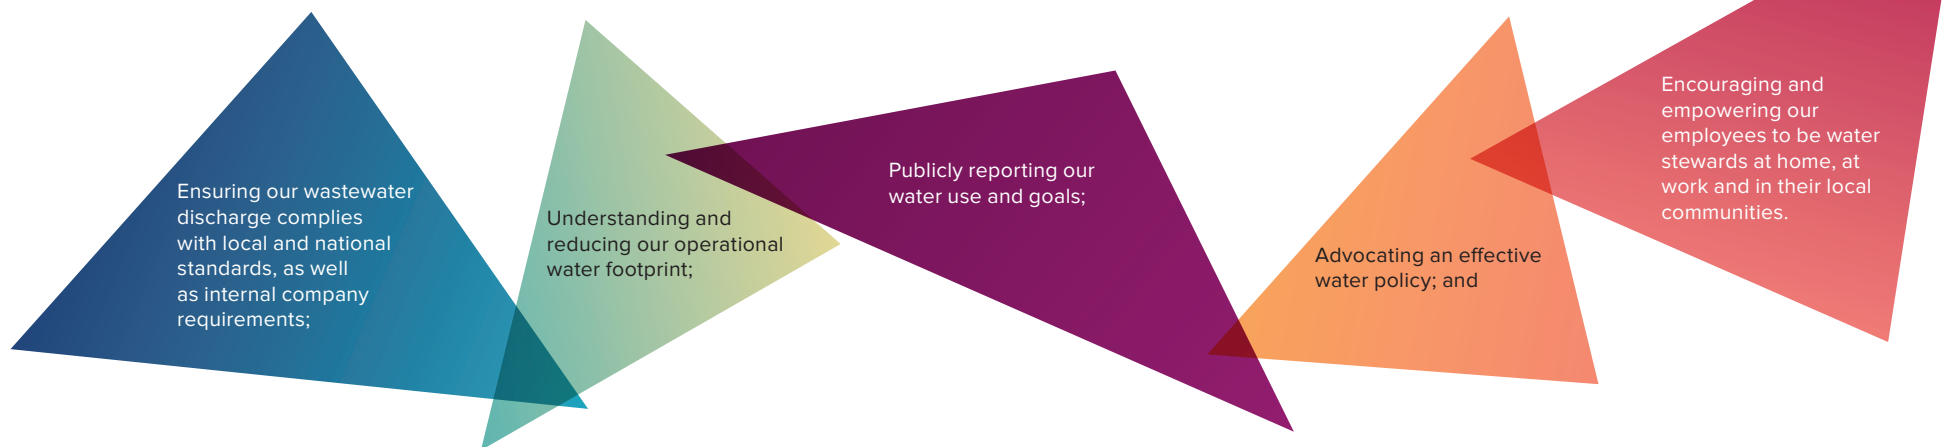 Ensuring our wastewater
discharge complies
with local and national
standards, as well
as internal company
requirements;
Understanding and
reducing our operational
water footprint;
Publicly reporting our
water use and goals;
Advocating an effective
water policy; and
Encouraging and
empowering our
employees to be water
stewards at home, at
work and in their local
communities.